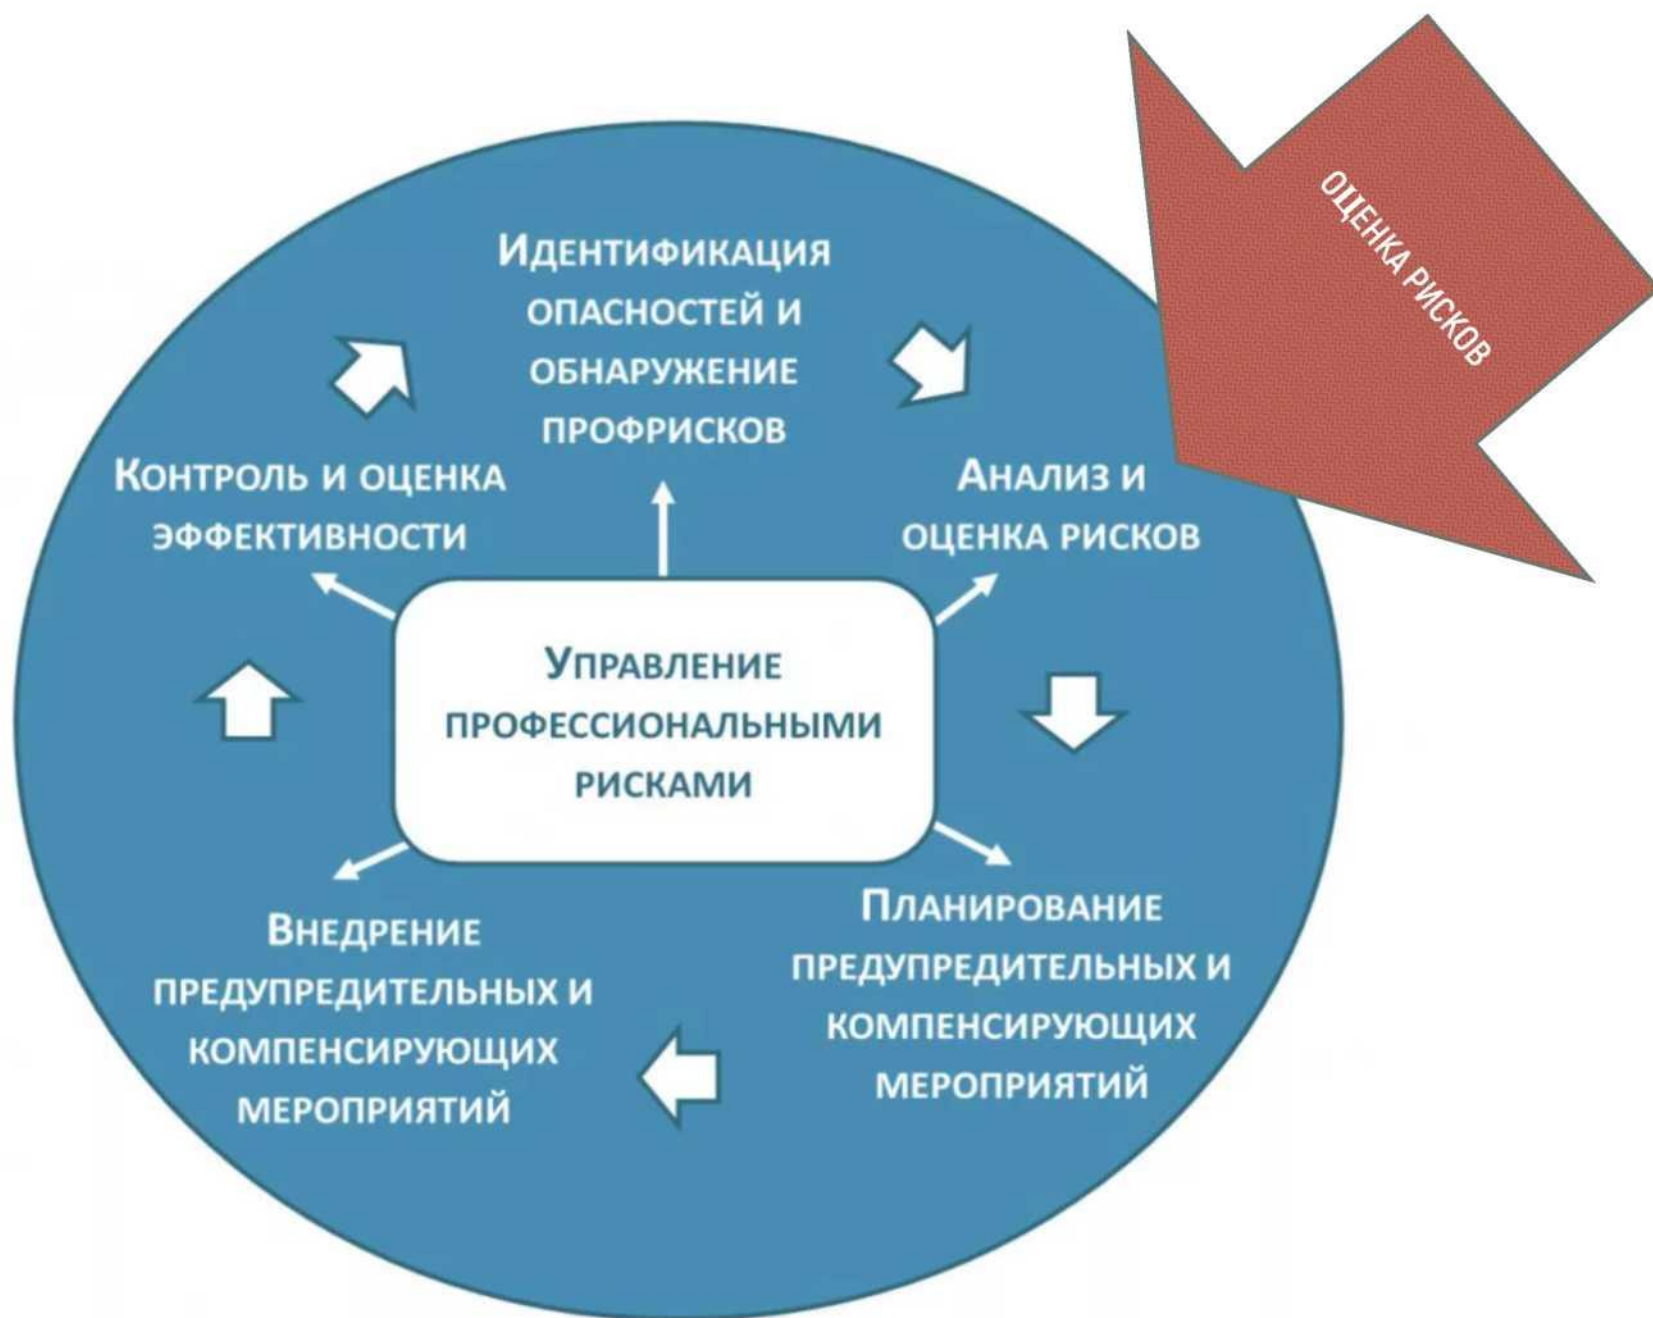 ОЦЕНКА РИСКОВ
ИДЕНТИФИКАЦИЯ
ОПАСНОСТЕЙ И
ОБНАРУЖЕНИЕ
ПРОФРИСКОВ
КОНТРОЛЬ И ОЦЕНКА
ЭФФЕКТИВНОСТИ
АНАЛИЗ И
ОЦЕНКА РИСКОВ
УПРАВЛЕНИЕ
ПРОФЕССИОНАЛЬНЫМИ
РИСКАМИ
ВНЕДРЕНИЕ
ПРЕДУПРЕДИТЕЛЬНЫХ И
КОМПЕНСИРУЮЩИХ
МЕРОПРИЯТИЙ
ПЛАНИРОВАНИЕ
ПРЕДУПРЕДИТЕЛЬНЫХ И
КОМПЕНСИРУЮЩИХ
МЕРОПРИЯТИЙ